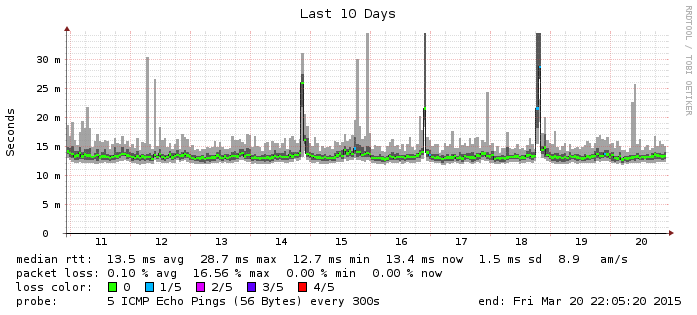 Last 10 Days
RRDTOOL / TOBI OETIKER
Seconds
30 m
25 m
20 m
15 m
10 m
5 m
0
11 12 13 14 15 16 17 18 19 20
median rtt: 13.5 ms avg 28.7 ms max 12.7 ms min 13.4 ms now 1.5 ms sd 8.9 am/s
packet loss: 0.10 % avg 16.56 % max 0.00 % min 0.00 % now
loss color: 0 1/5 2/5 3/5 4/5
probe: 5 ICMP Echo Pings (56 Bytes) every 300s end: Fri Mar 20 22:05:20 2015